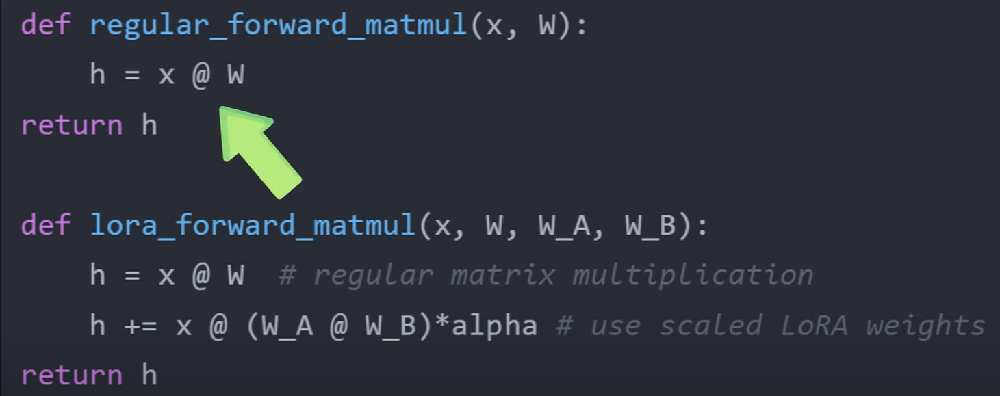 def regular_forward_matmul(x, W):
    h = x @ W
return h
def lora_forward_matmul(x, W, W_A, W_B):
    h = x @ W  # regular matrix multiplication
    h += x @ (W_A @ W_B)*alpha # use scaled LoRA weights
return h